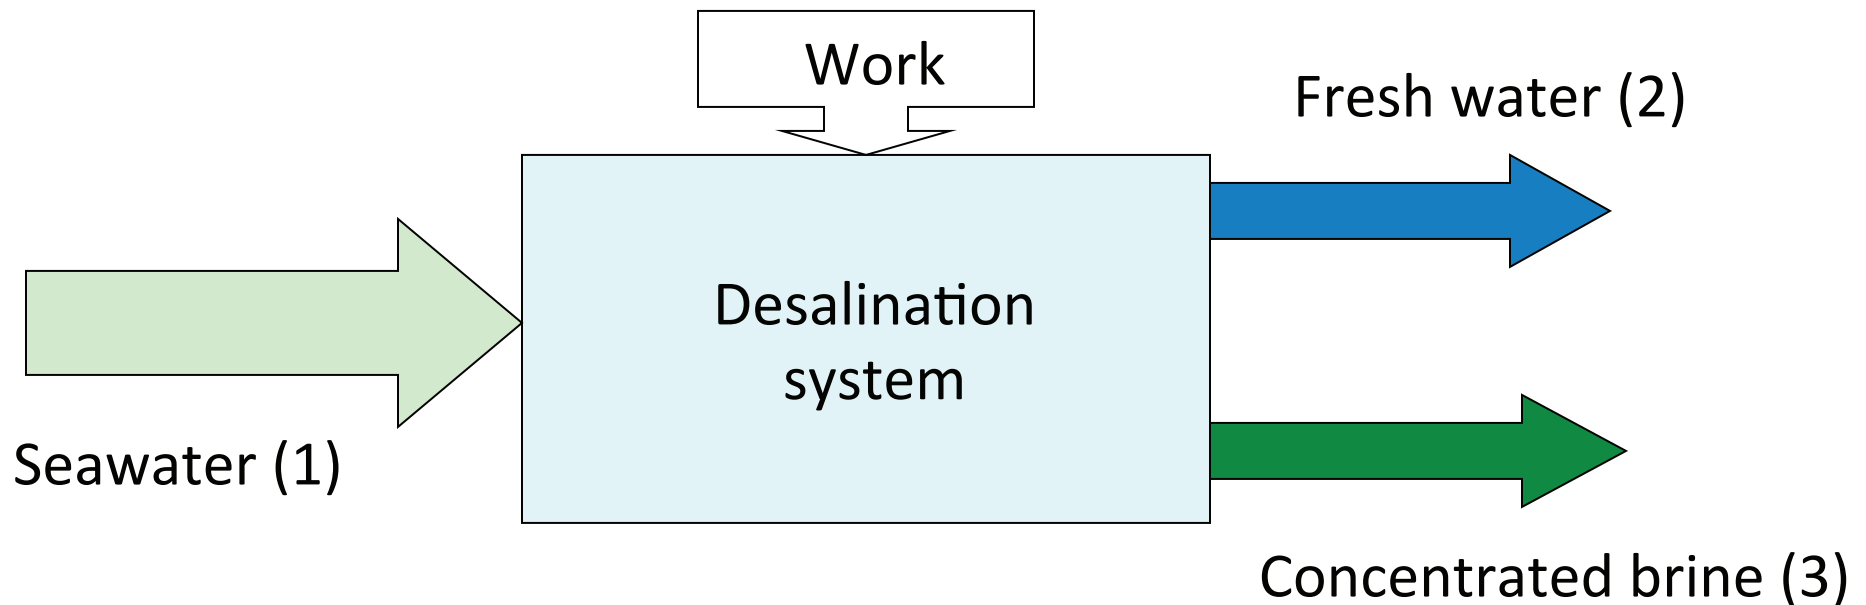 Work
Fresh water (2)
Desalination
system
Seawater (1)
Concentrated brine (3)